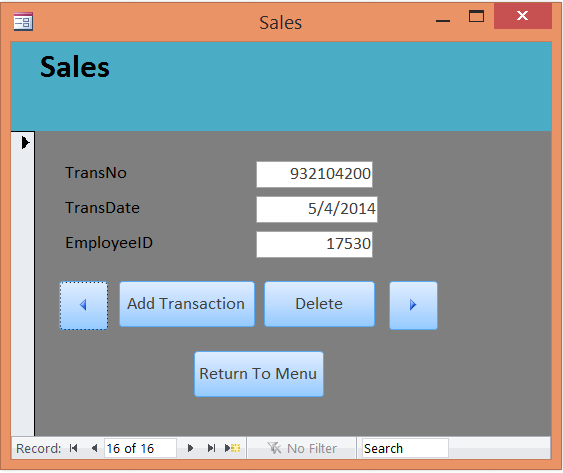 Sales
Sales
TransNo 932104200
TransDate 5/4/2014
EmployeeID 17530
Add Transaction Delete
Return To Menu
Record: 16 of 16 No Filter Search